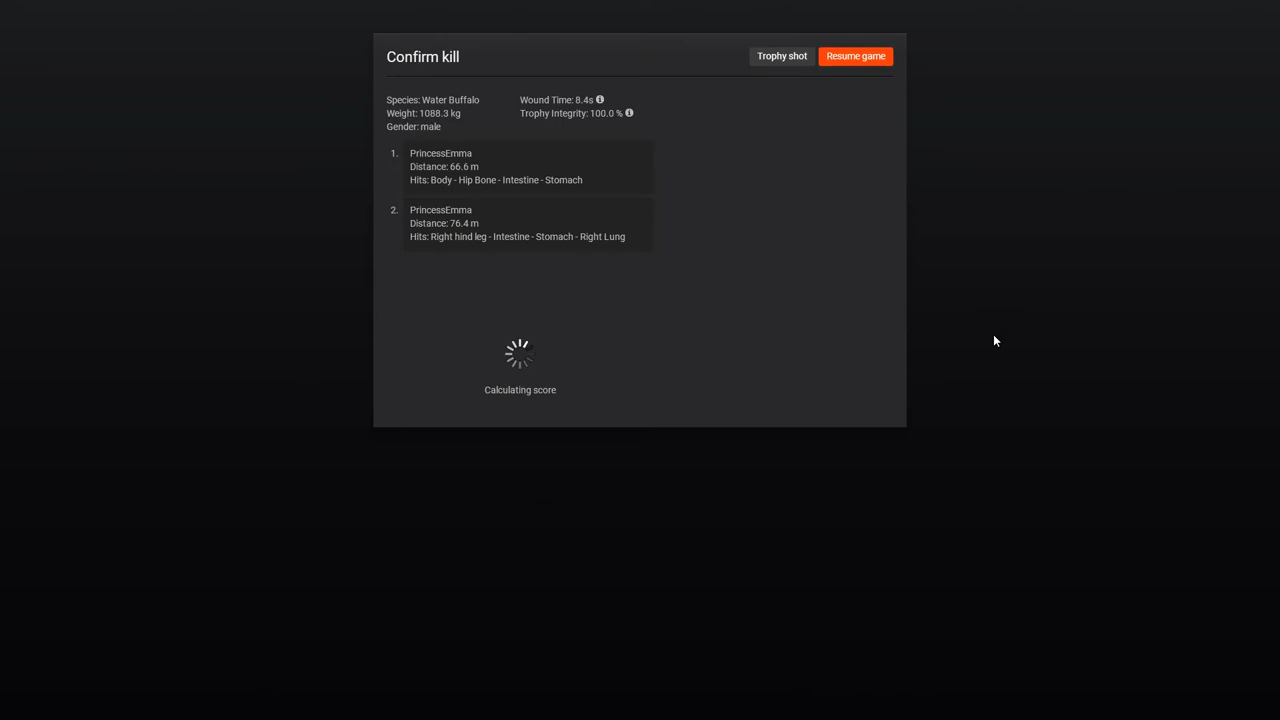 Confirm kill
Trophy shot
Resume game
Species: Water Buffalo
Weight: 1088.3 kg
Gender: male
Wound Time: 8.4s
Trophy Integrity: 100.0 %
1.
PrincessEmma
Distance: 66.6 m
Hits: Body - Hip Bone - Intestine - Stomach
2.
PrincessEmma
Distance: 76.4 m
Hits: Right hind leg - Intestine - Stomach - Right Lung
Calculating score